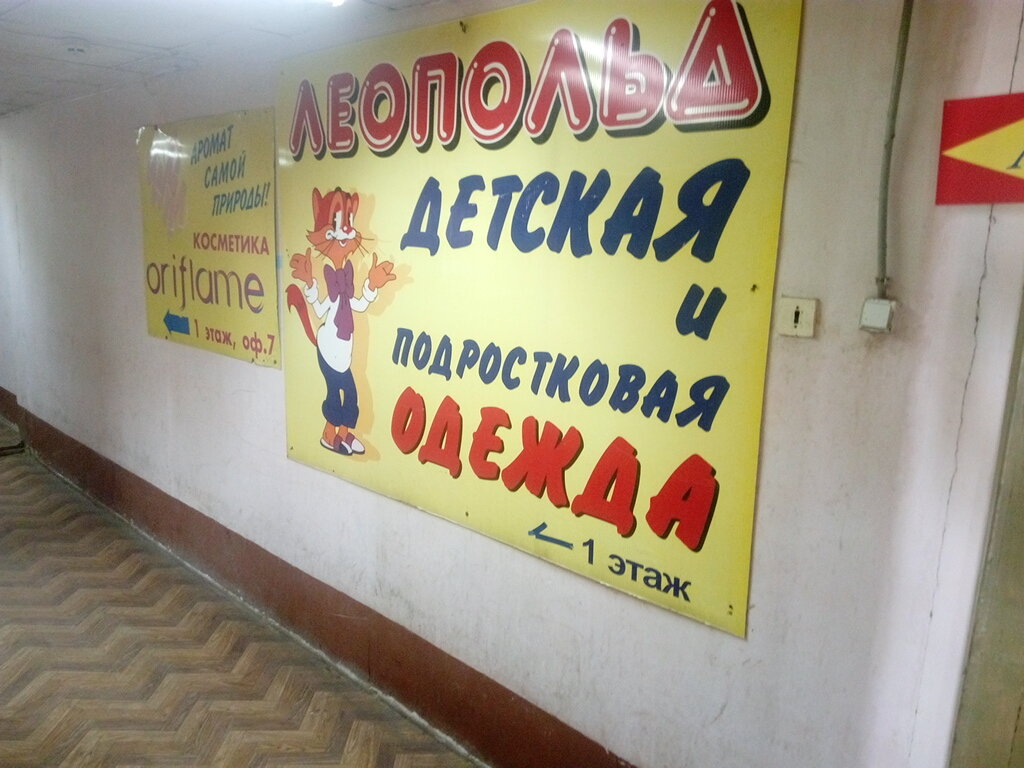 АРОМАТ
САМОЙ
ПРИРОДЫ!!
КОСМЕТИКА
oriflame
1 этаж, оф.7
ЛЕОПОЛЬД
ДЕТСКАЯ
и
ПОДРОСТКОВАЯ
ОДЕЖДА
1 этаж